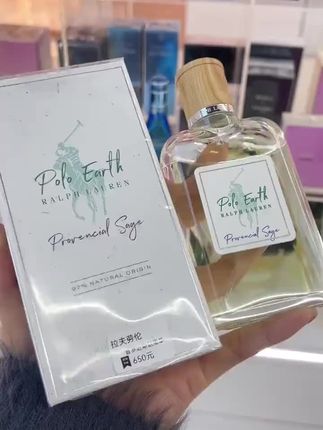 Polo Earth
RALPH LAUREN
Provencial Sage
97% NATURAL ORIGIN
拉夫劳伦
650元
Polo Earth
RALPH LAUREN
Provencial Sage